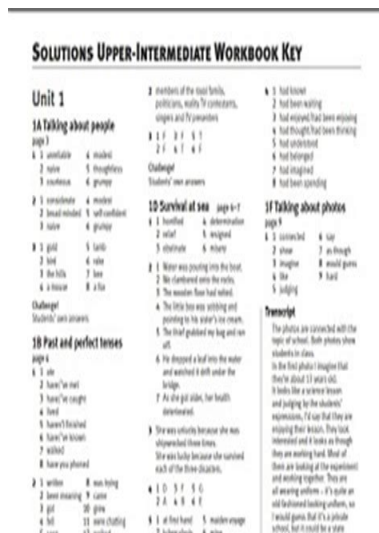 SOLUTIONS UPPER-INTERMEDIATE WORKBOOK KEY
Unit 1
1A Talking about people
page 3
1 1 unreliable 4 modest
2 naive 5 thoughtless
3 courteous 6 grumpy
2 1 considerate 4 modest
2 broad-minded 5 self-confident
3 naive 6 grumpy
3 1 gold 5 lamb
2 bird 6 rake
3 the hills 7 bee
4 a mouse 8 a fox
Challenge!
Students' own answers
1B Past and perfect tenses
page 4
1 1 ate
2 have/'ve met
3 have/'ve caught
4 lived
5 haven't finished
6 have/'ve known
7 walked
8 have you phoned
2 1 written 8 was trying
2 been meaning 9 came
3 got 10 grew
4 fell 11 were chatting
3 members of the royal family,
politicians, reality TV contestants,
singers and TV presenters
3 1 F 3 F 5 T
2 F 4 T 6 F
Challenge!
Students' own answers
1D Survival at sea page 6–7
1 1 horrified 4 determination
2 relief 5 resigned
3 obstinate 6 misery
2 1 Water was pouring into the boat.
2 We clambered onto the rocks.
3 The wooden floor had rotted.
4 The little boy was sobbing and
pointing to his sister's ice cream.
5 The thief grabbed my bag and ran
off.
6 He dropped a leaf into the water
and watched it drift under the
bridge.
7 As she got older, her health
deteriorated.
3 She was unlucky because she was
shipwrecked three times.
She was lucky because she survived
each of the three disasters.
4 1 D 3 F 5 G
2 A 4 B 6 E
5 1 at first hand 5 maiden voyage
4 1 had known
2 had been waiting
3 had enjoyed/had been enjoying
4 had thought/had been thinking
5 had understood
6 had belonged
7 had imagined
8 had been spending
1F Talking about photos
page 9
1 1 connected 6 say
2 show 7 as though
3 imagine 8 would guess
4 like 9 hard
5 judging
Transcript
The photos are connected with the
topic of school. Both photos show
students in class.
In the first photo I imagine that
they're about 13 years old.
It looks like a science lesson
and judging by the students'
expressions, I'd say that they are
enjoying their lesson. They look
interested and it looks as though
they are working hard. Most of
them are looking at the experiment
and working together. They are
all wearing uniform – it's quite an
old fashioned looking uniform, so
I would guess that it's a private
school, but it could be a state